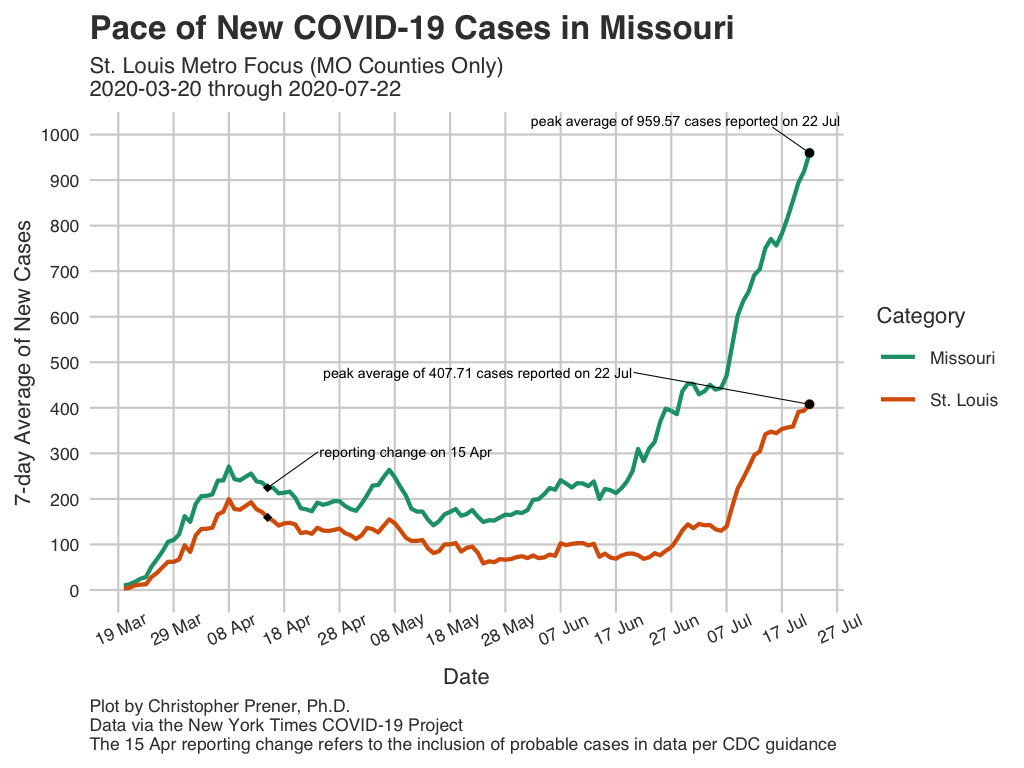 Pace of New COVID-19 Cases in Missouri
St. Louis Metro Focus (MO Counties Only)
2020-03-20 through 2020-07-22
peak average of 959.57 cases reported on 22 Jul
peak average of 407.71 cases reported on 22 Jul
reporting change on 15 Apr
7-day Average of New Cases
1000
900
800
700
600
500
400
300
200
100
0
19 Mar
29 Mar
08 Apr
18 Apr
28 Apr
08 May
18 May
28 May
07 Jun
17 Jun
27 Jun
07 Jul
17 Jul
27 Jul
Date
Category
Missouri
St. Louis
Plot by Christopher Prener, Ph.D.
Data via the New York Times COVID-19 Project
The 15 Apr reporting change refers to the inclusion of probable cases in data per CDC guidance